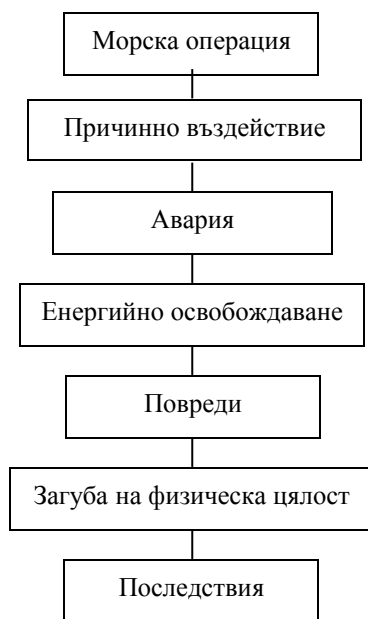 Морска операция
Причинно въздействие
Авария
Енергийно освобождаване
Повреди
Загуба на физическа цялост
Последствия